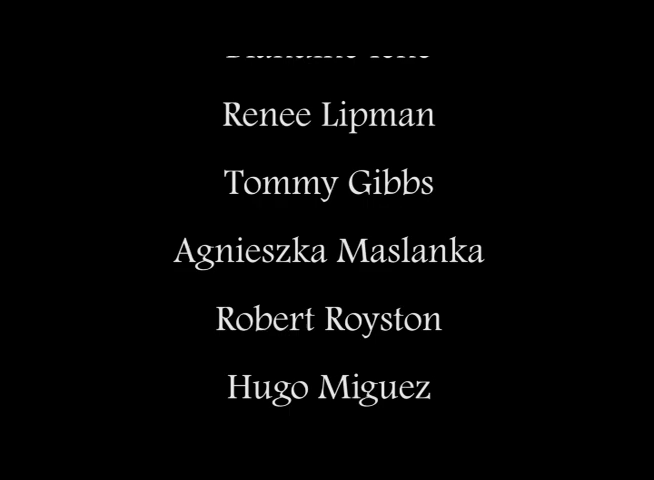 Renee Lipman
Tommy Gibbs
Agnieszka Maslanka
Robert Royston
Hugo Miguez